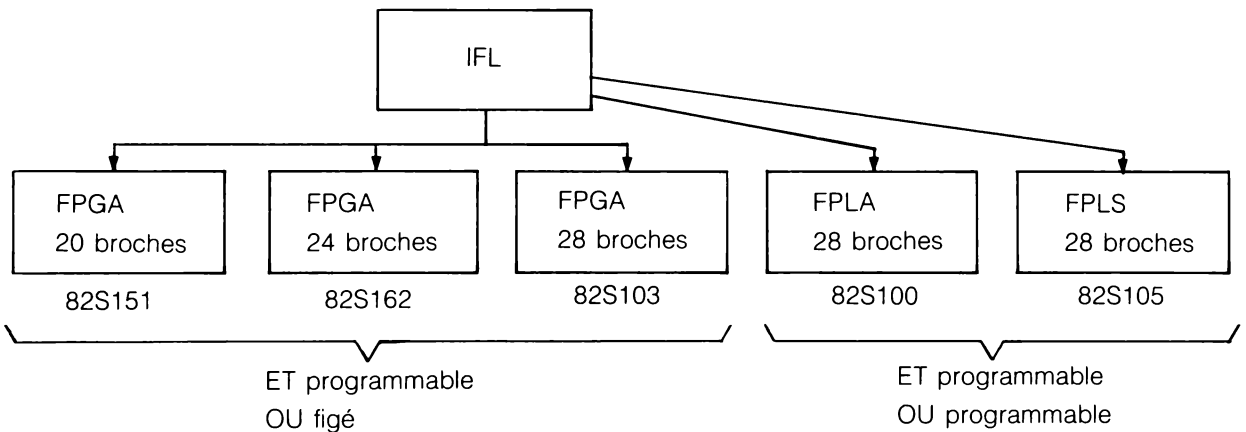 IFL
FPGA
20 broches
FPGA
24 broches
FPGA
28 broches
FPLA
28 broches
FPLS
28 broches
82S151
82S162
82S103
82S100
82S105
ET programmable
OU figé
ET programmable
OU programmable